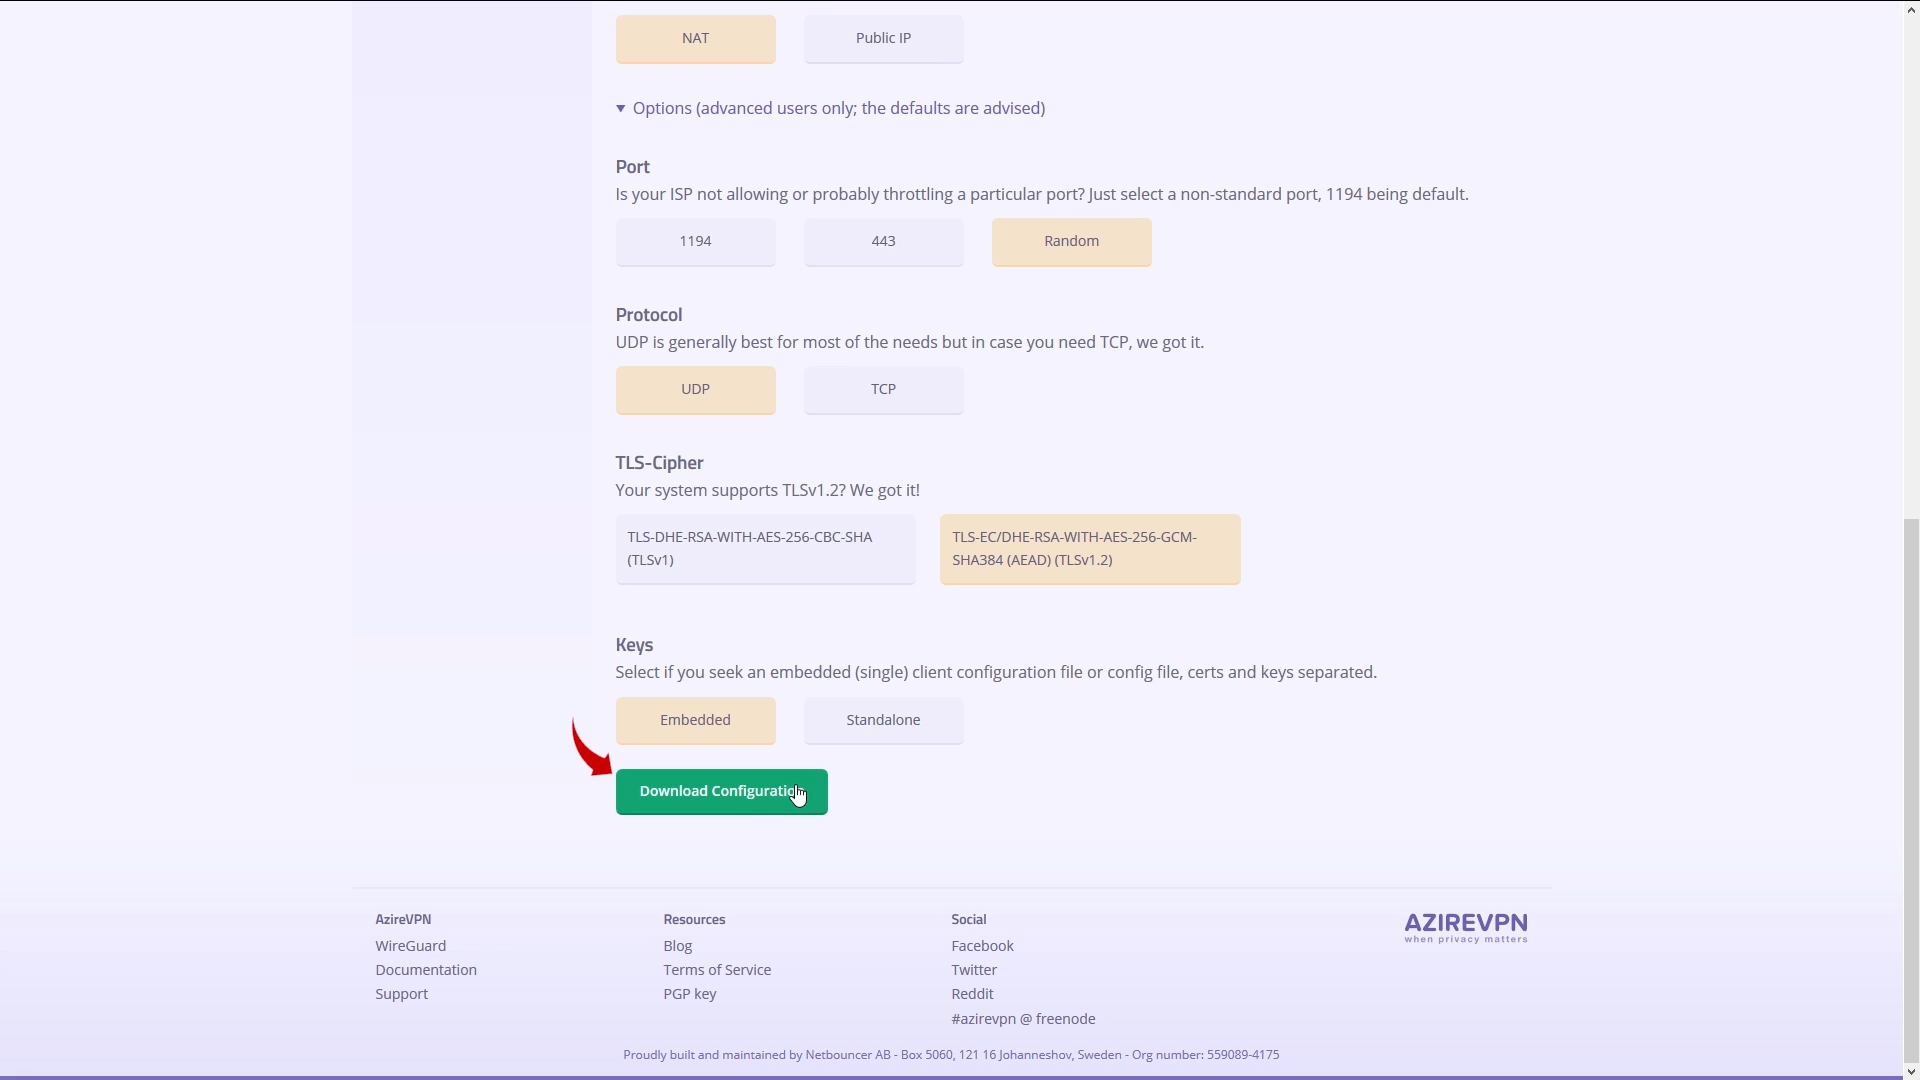 NAT
Public IP
Options (advanced users only; the defaults are advised)
Port
Is your ISP not allowing or probably throttling a particular port? Just select a non-standard port, 1194 being default.
1194
443
Random
Protocol
UDP is generally best for most of the needs but in case you need TCP, we got it.
UDP
TCP
TLS-Cipher
Your system supports TLSv1.2? We got it!
TLS-DHE-RSA-WITH-AES-256-CBC-SHA
(TLSv1)
TLS-EC/DHE-RSA-WITH-AES-256-GCM-
SHA384 (AEAD) (TLSv1.2)
Keys
Select if you seek an embedded (single) client configuration file or config file, certs and keys separated.
Embedded
Standalone
Download Configuration
AzireVPN
WireGuard
Documentation
Support
Resources
Blog
Terms of Service
PGP key
Social
Facebook
Twitter
Reddit
#azirevpn @ freenode
AZIREVPN
when privacy matters
Proudly built and maintained by Netbouncer AB - Box 5060, 121 16 Johanneshov, Sweden - Org number: 559089-4175